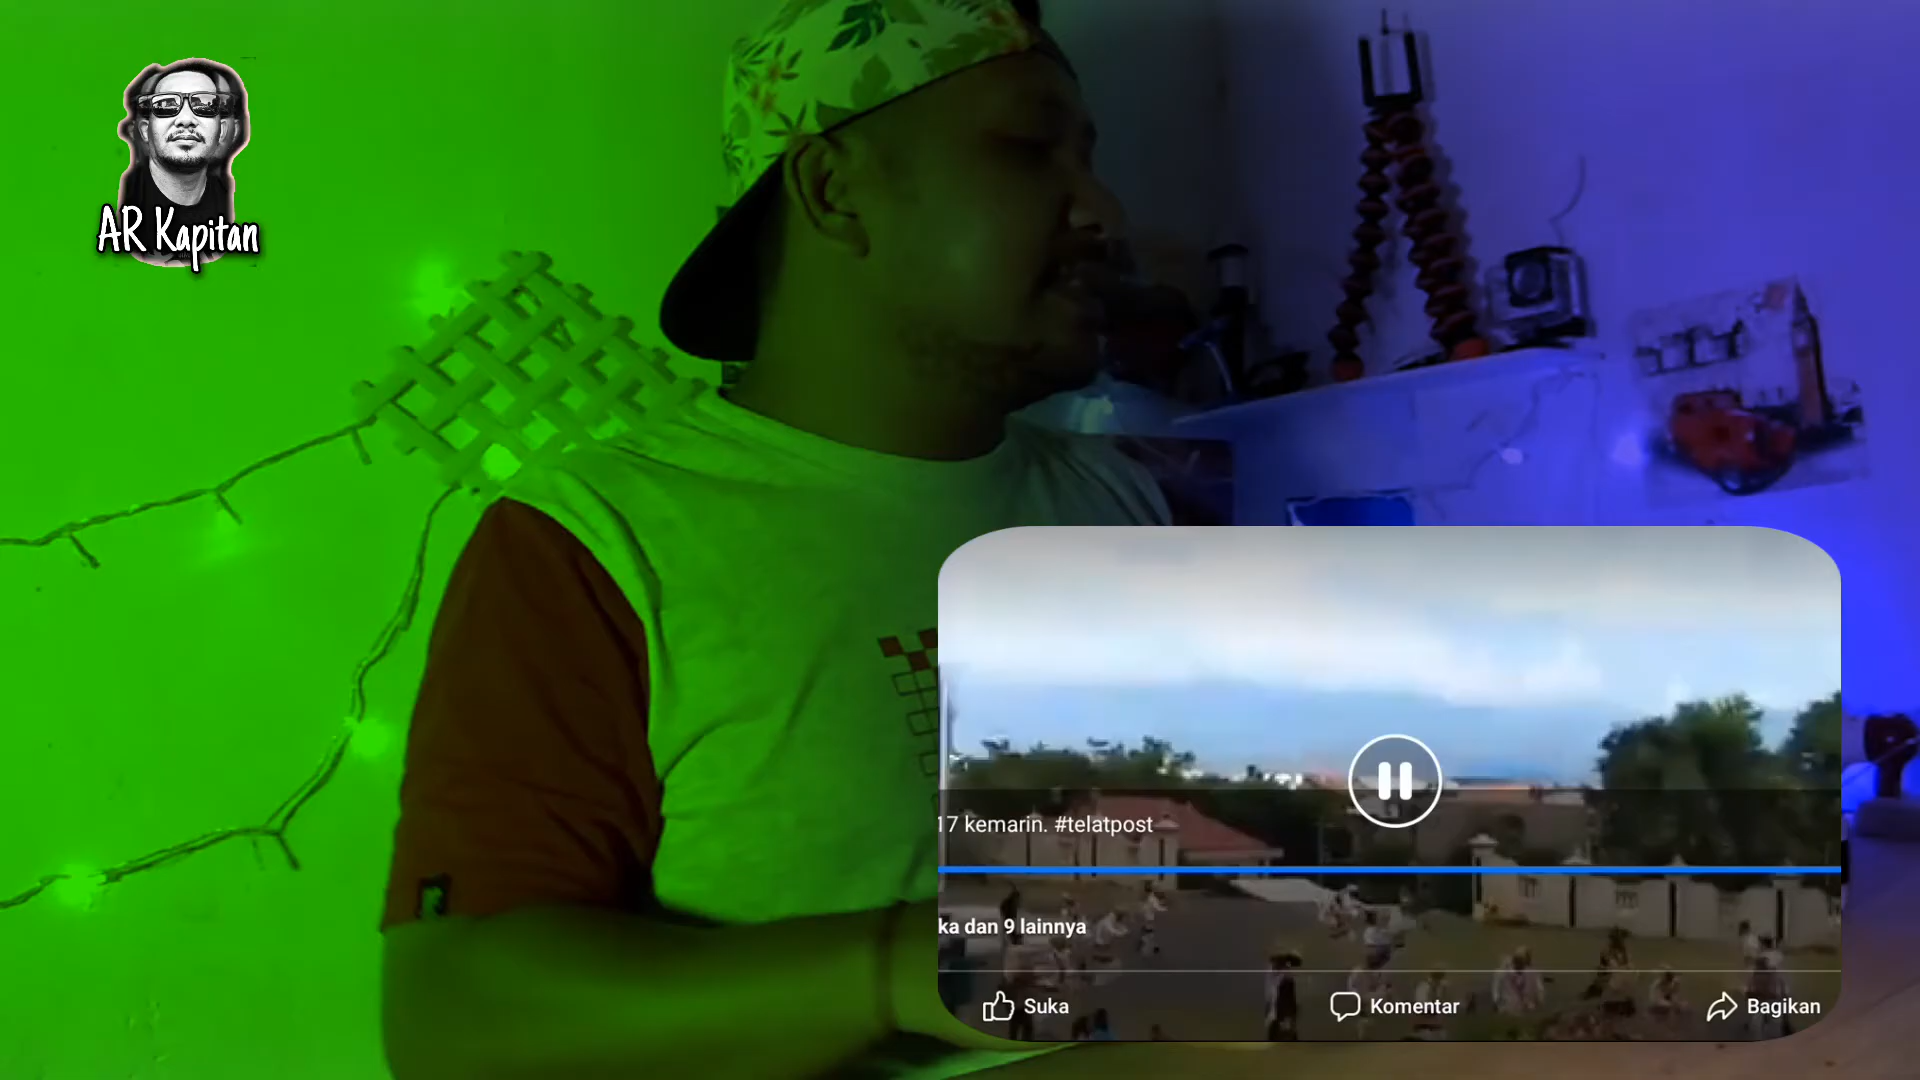 AR Kapitan
17 kemarin. #telatpost
ka dan 9 lainnya
Suka
Komentar
Bagikan